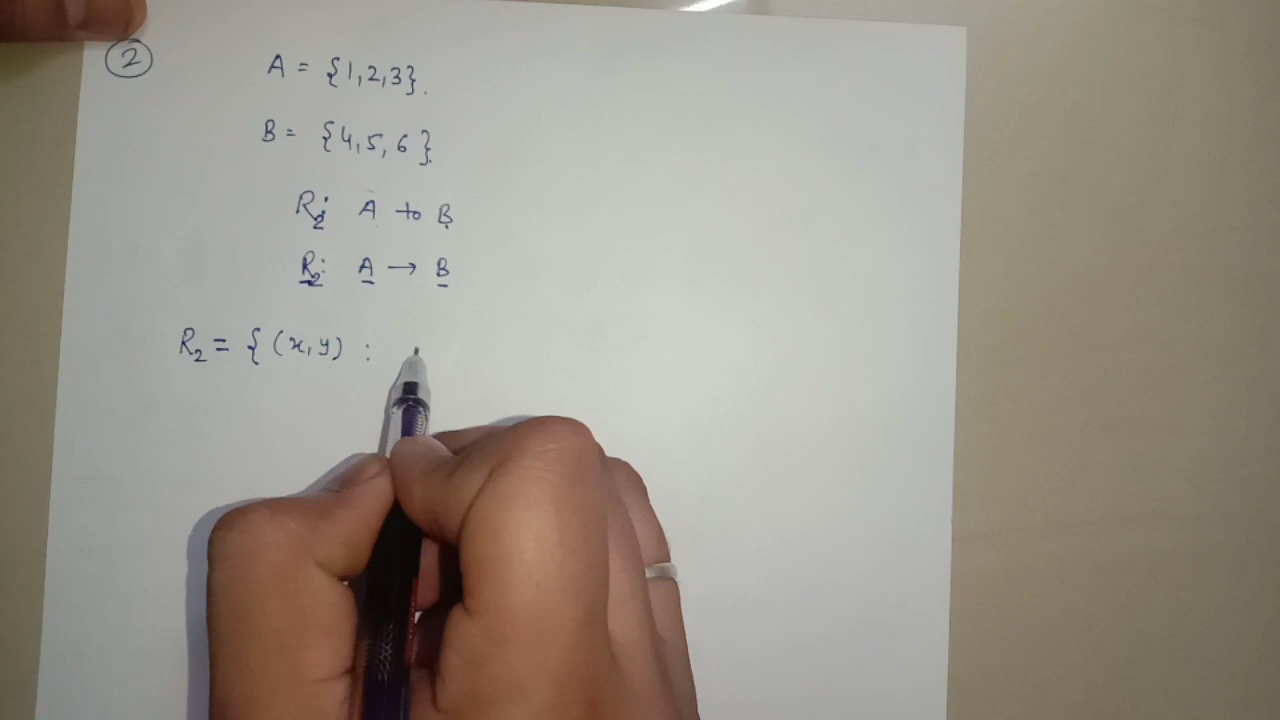 ②
A = {1,2,3}.
B = {4,5,6}.
R₂: A to B
R₂: A → B
R₂ = { (x,y) :